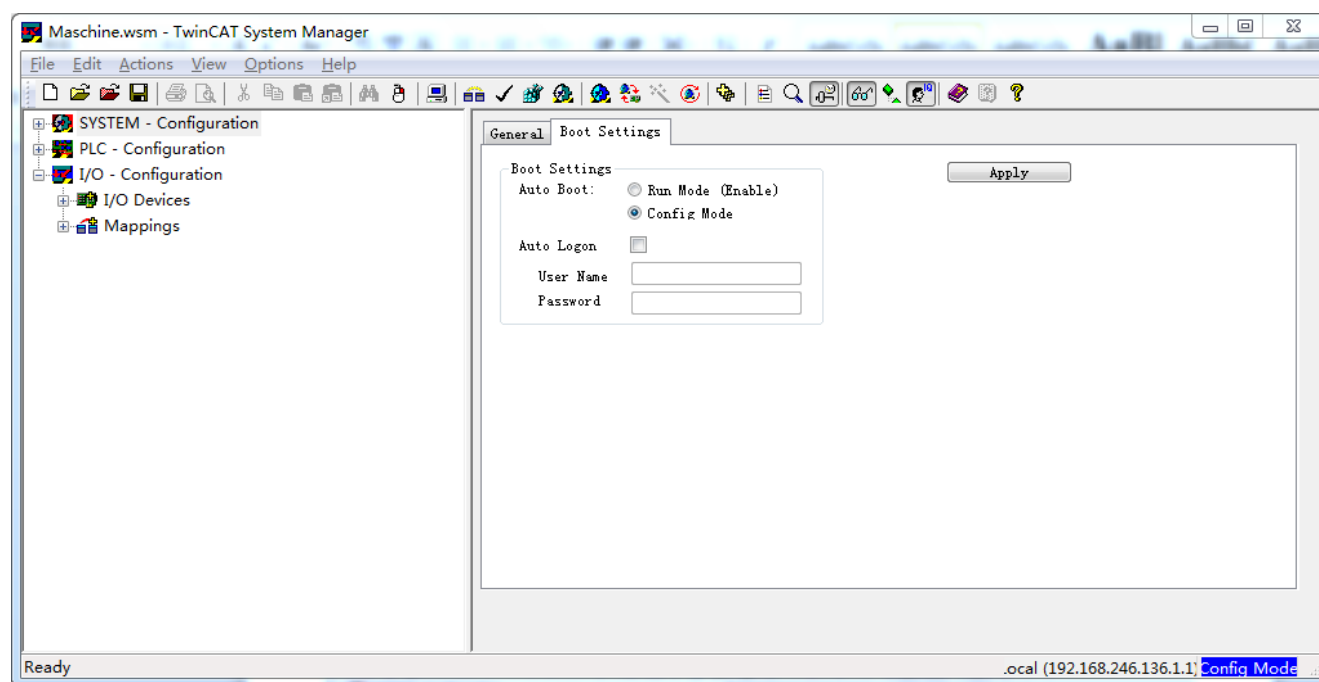 Maschine.wsm - TwinCAT System Manager
File Edit Actions View Options Help
SYSTEM - Configuration
PLC - Configuration
I/O - Configuration
I/O Devices
Mappings
General Boot Settings
Boot Settings
Auto Boot:
Run Mode (Enable)
Config Mode
Auto Logon
User Name
Password
Apply
Ready
.ocal (192.168.246.136.1.1) Config Mode